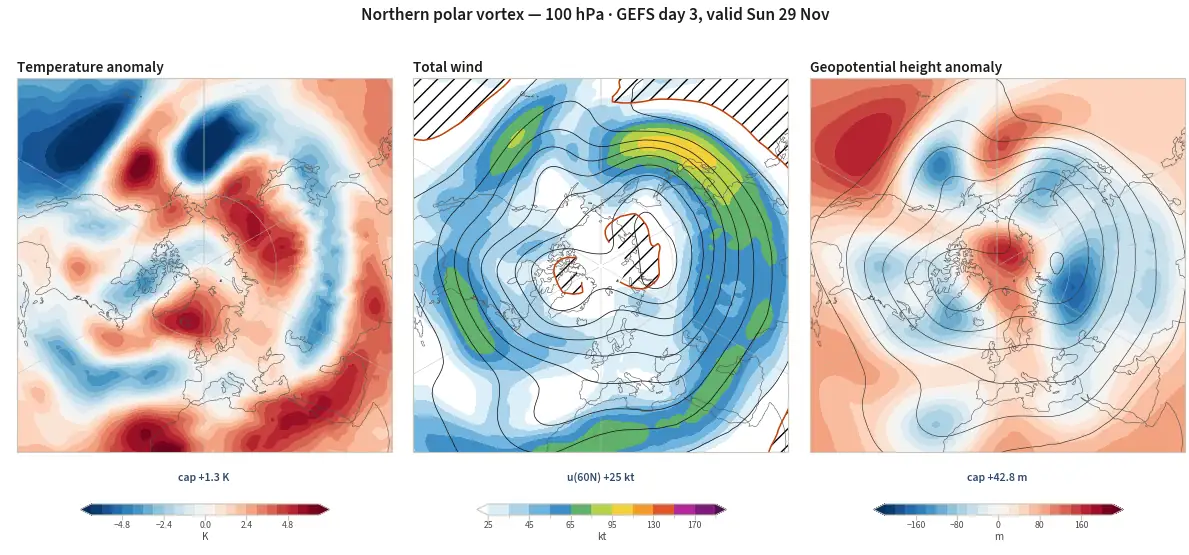 Northern polar vortex — 100 hPa · GEFS day 3, valid Sun 29 Nov
Temperature anomaly
Total wind
Geopotential height anomaly
cap +1.3 K
u(60N) +25 kt
cap +42.8 m
−4.8 −2.4 0.0 2.4 4.8
K
25 45 65 85 105 130 170
kt
−160 −80 0 80 160
m